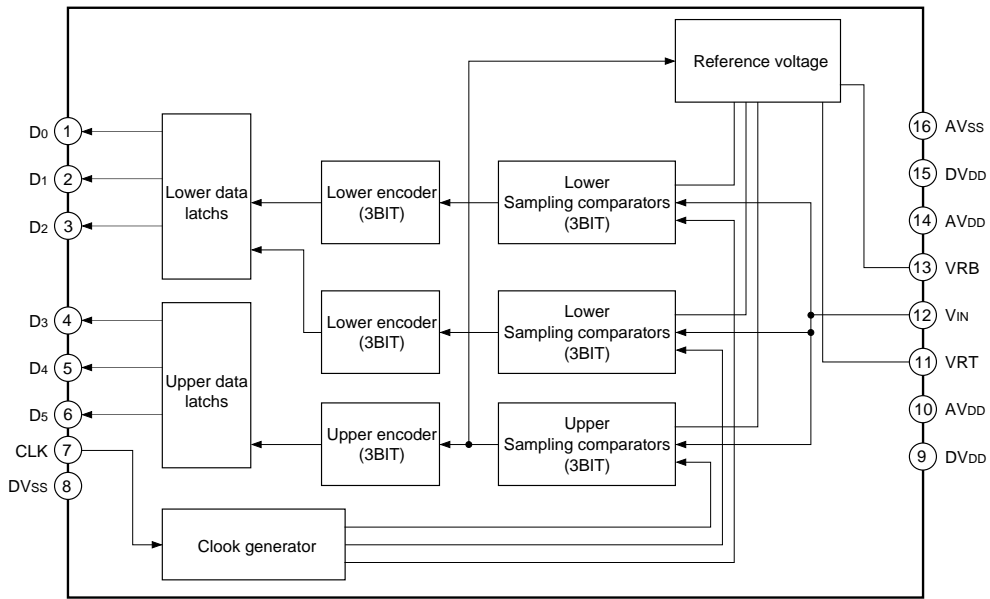 Reference voltage
D0 1
D1 2
D2 3
D3 4
D4 5
D5 6
CLK 7
DVSS 8
Lower data
latchs
Upper data
latchs
Lower encoder
(3BIT)
Lower encoder
(3BIT)
Upper encoder
(3BIT)
Lower
Sampling comparators
(3BIT)
Lower
Sampling comparators
(3BIT)
Upper
Sampling comparators
(3BIT)
Clook generator
16 AVSS
15 DVDD
14 AVDD
13 VRB
12 VIN
11 VRT
10 AVDD
9 DVDD